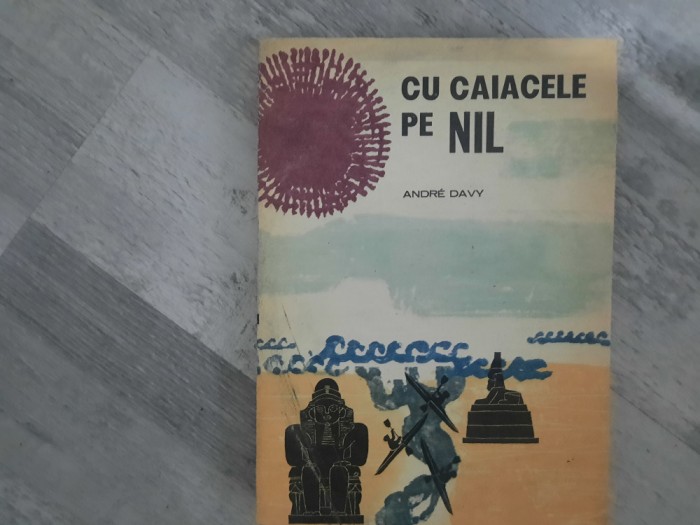 CU CAIACELE
PE NIL
ANDRÉ DAVY